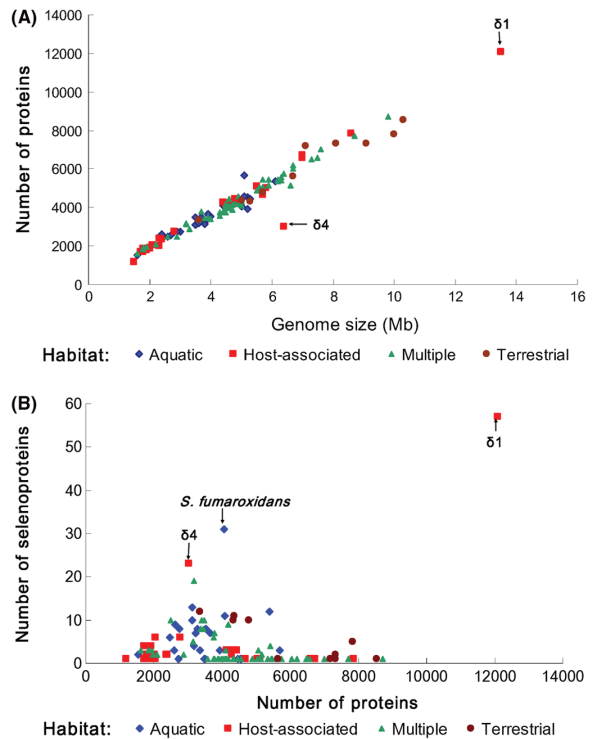 (A)
δ1
14000
12000
10000
8000
6000
4000
2000
0
Number of proteins
δ4
0 2 4 6 8 10 12 14 16
Genome size (Mb)
Habitat: Aquatic Host-associated Multiple Terrestrial
(B)
60
50
40
30
20
10
0
Number of selenoproteins
δ1
S. fumaroxidans
δ4
0 2000 4000 6000 8000 10000 12000 14000
Number of proteins
Habitat: Aquatic Host-associated Multiple Terrestrial